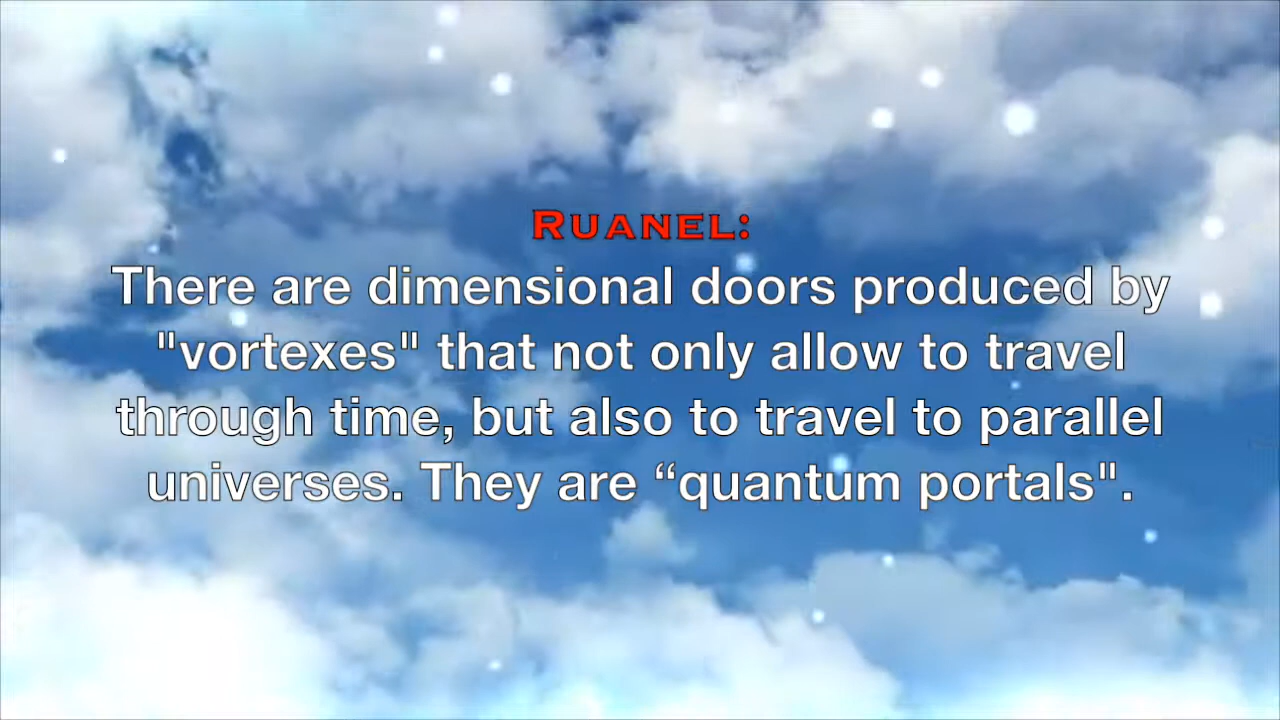 RUANEL:
There are dimensional doors produced by
"vortexes" that not only allow to travel
through time, but also to travel to parallel
universes. They are “quantum portals".